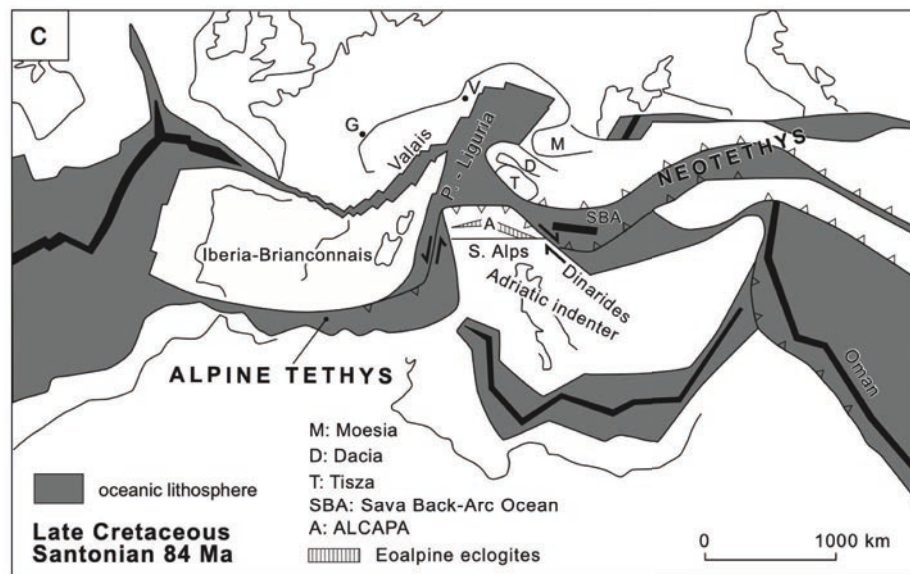 C
G
V
Valais
P. - Liguria
M
D
T
NEOTETHYS
SBA
A
Iberia-Brianconnais
S. Alps
Dinarides
Adriatic indenter
Oman
ALPINE TETHYS
M: Moesia
D: Dacia
T: Tisza
SBA: Sava Back-Arc Ocean
A: ALCAPA
Eoalpine eclogites
oceanic lithosphere
Late Cretaceous
Santonian 84 Ma
0 1000 km